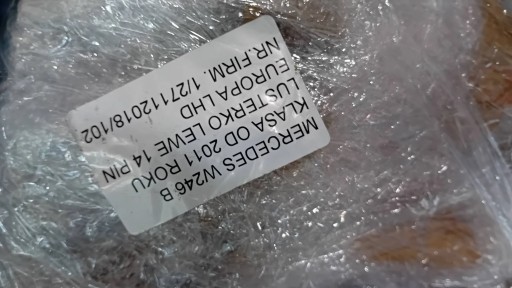 MERCEDES W246 B
KLASA OD 2011 ROKU
LUSTERKO LEWE 14 PIN
EUROPA LHD
NR.FIRM. 1/27112018/102